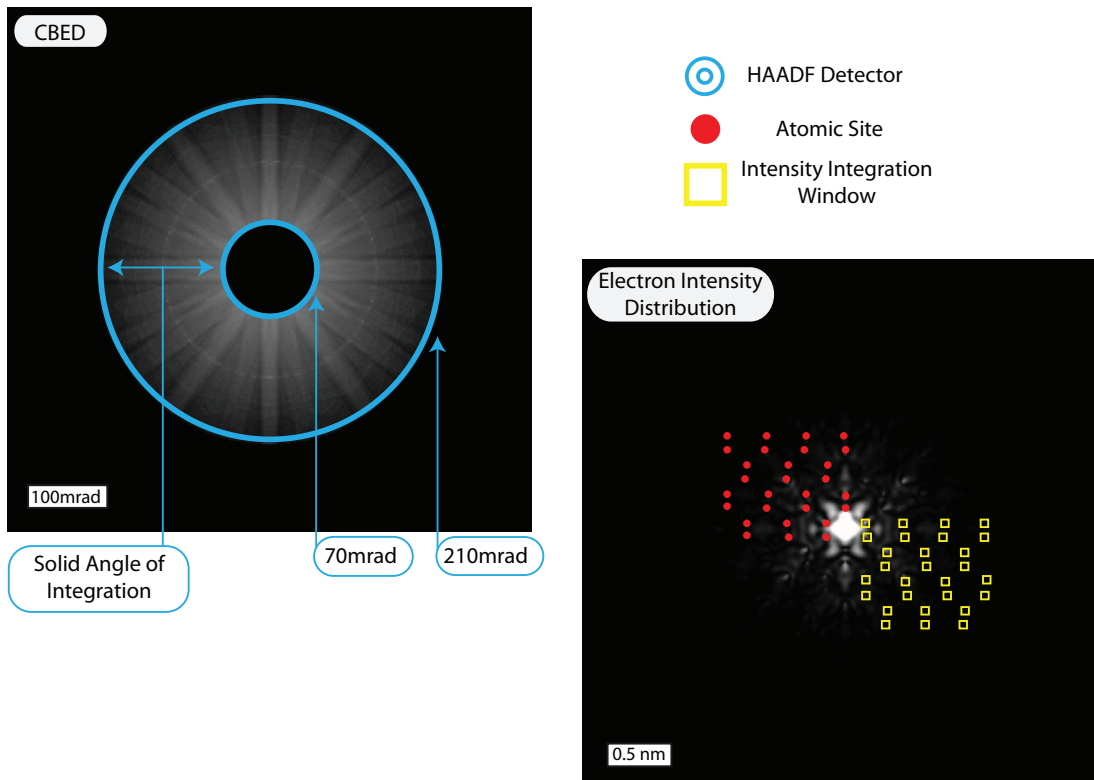 CBED
HAADF Detector
Atomic Site
Intensity Integration
Window
100mrad
Solid Angle of
Integration
70mrad
210mrad
Electron Intensity
Distribution
0.5 nm